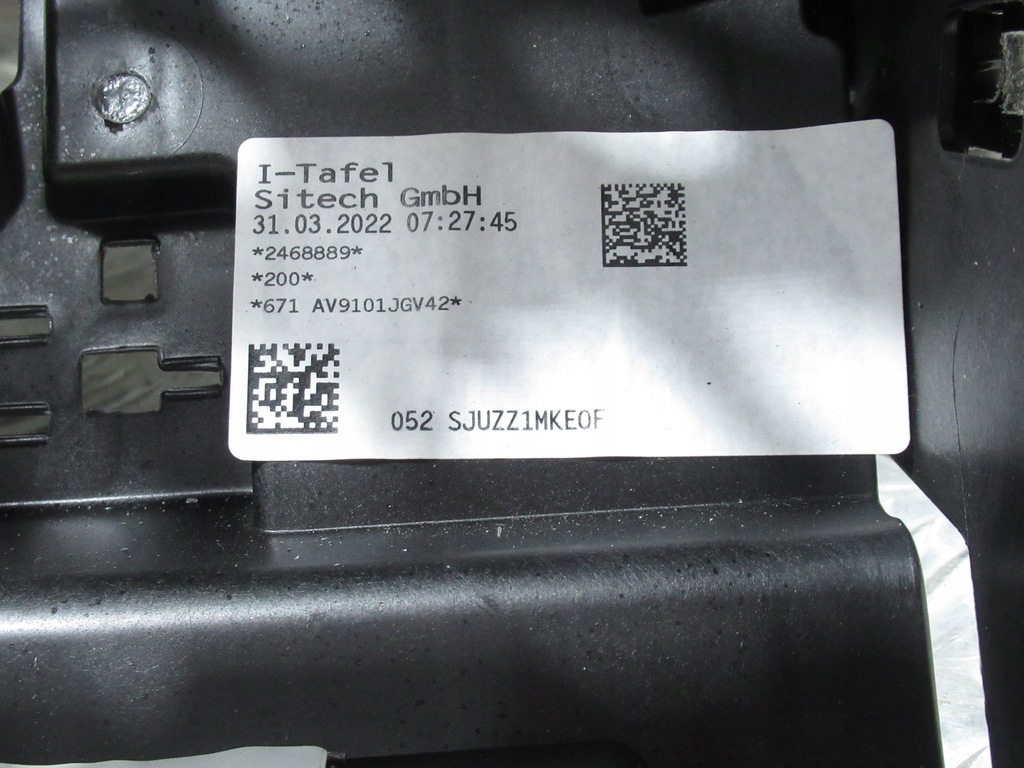 I-Tafel
Sitech GmbH
31.03.2022 07:27:45
*2468889*
*200*
*671 AV9101JGV42*
052 SJUZZ1MKE0F